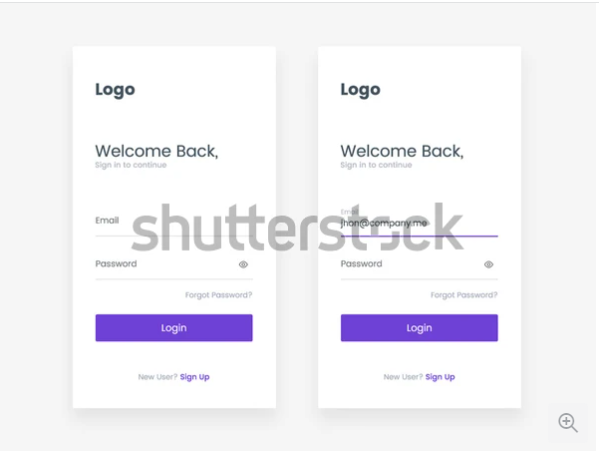 Logo
Welcome Back,
Sign in to continue
Email
Password
Forgot Password?
Login
New User? Sign Up
Logo
Welcome Back,
Sign in to continue
Email
jhon@company.me
Password
Forgot Password?
Login
New User? Sign Up
shutterstock